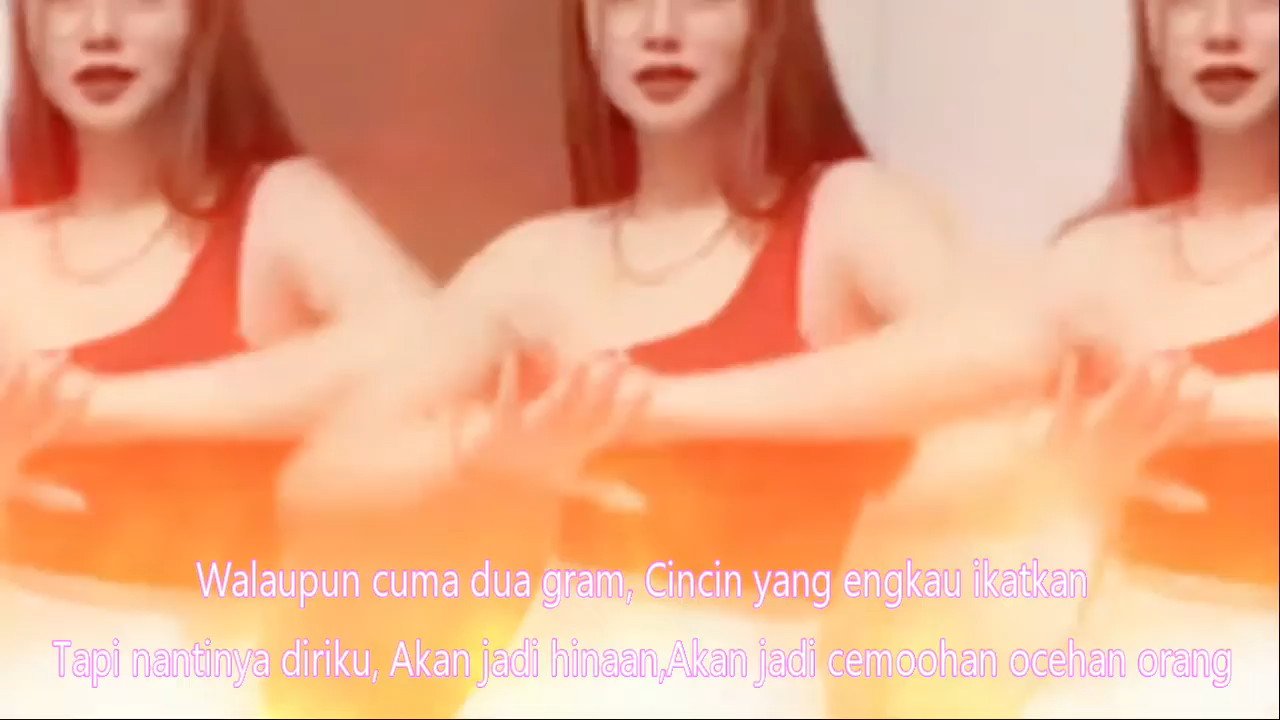 Walaupun cuma dua gram, Cincin yang engkau ikatkan
Tapi nantinya diriku, Akan jadi hinaan,Akan jadi cemoohan ocehan orang